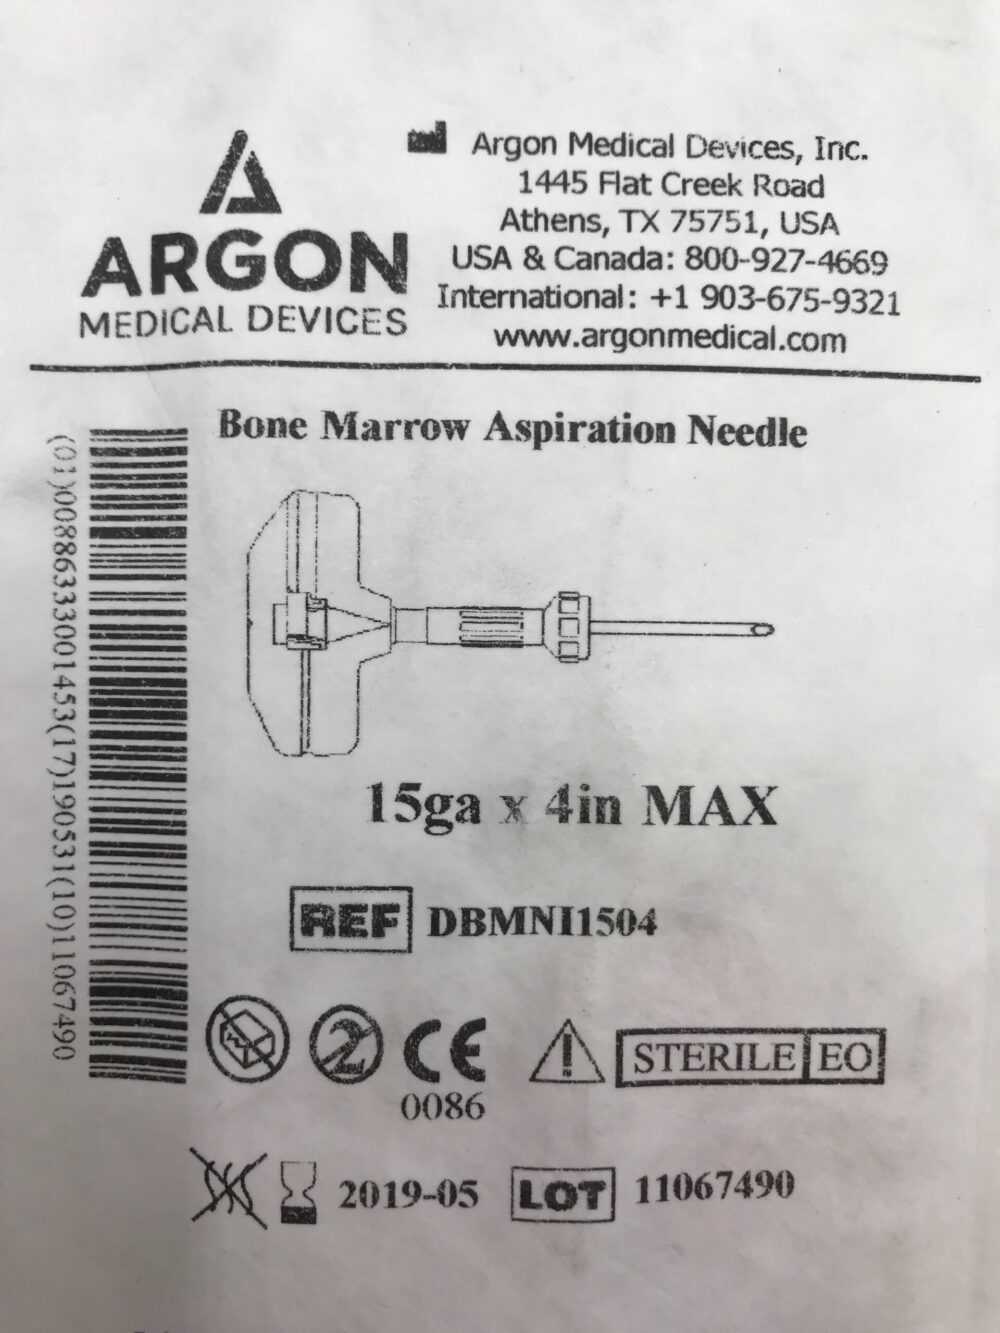 ARGON
MEDICAL DEVICES
Argon Medical Devices, Inc.
1445 Flat Creek Road
Athens, TX 75751, USA
USA & Canada: 800-927-4669
International: +1 903-675-9321
www.argonmedical.com
Bone Marrow Aspiration Needle
(01)00886333001453(17)190531(10)11067490
15ga x 4in MAX
REF DBMNI1504
2 CE
0086
STERILE EO
2019-05 LOT 11067490